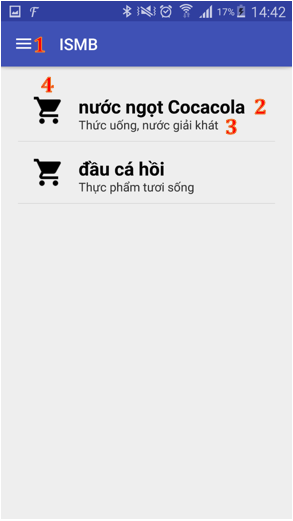 17% 14:42
1 ISMB
4
nước ngọt Cocacola 2
Thức uống, nước giải khát 3
đầu cá hồi
Thực phẩm tươi sống